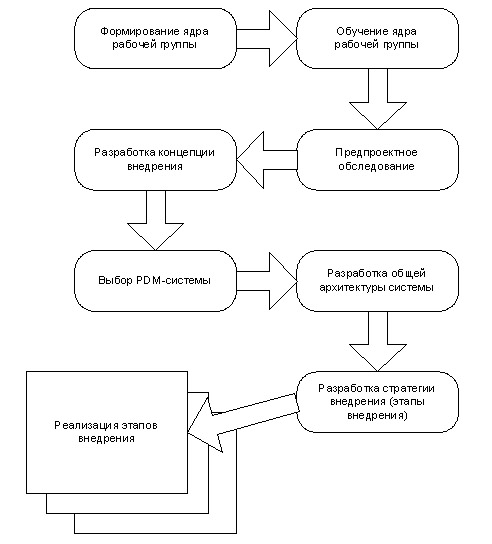 Формирование ядра
рабочей группы
Обучение ядра
рабочей группы
Предпроектное
обследование
Разработка концепции
внедрения
Выбор PDM-системы
Разработка общей
архитектуры системы
Разработка стратегии
внедрения (этапы
внедрения)
Реализация этапов
внедрения